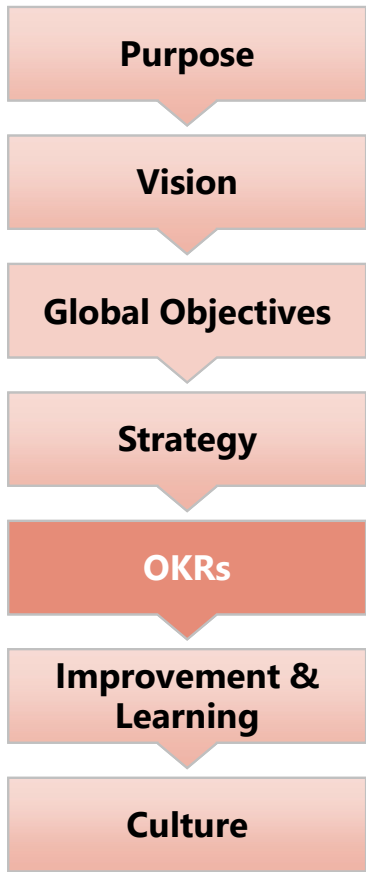 Purpose
Vision
Global Objectives
Strategy
OKRs
Improvement &
Learning
Culture